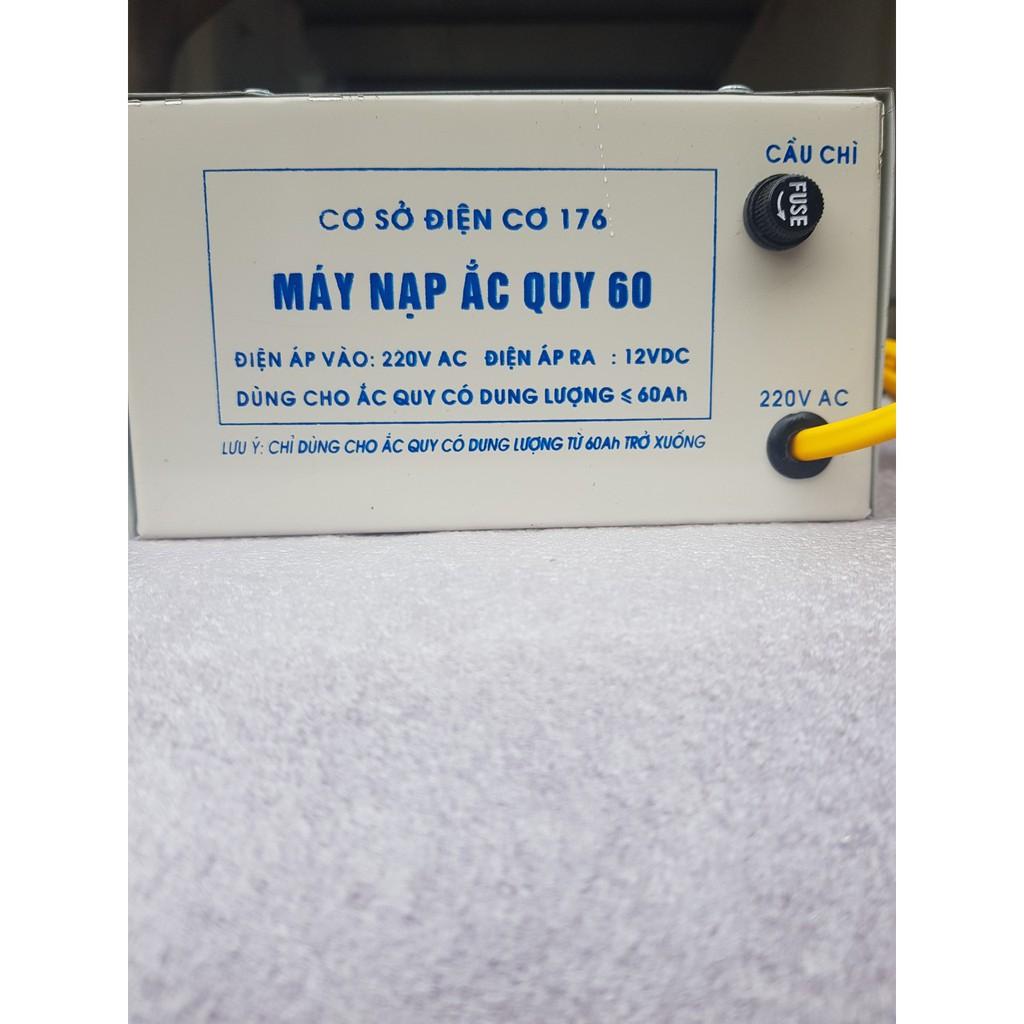 CẦU CHÌ
FUSE
CƠ SỞ ĐIỆN CƠ 176
MÁY NẠP ẮC QUY 60
ĐIỆN ÁP VÀO: 220V AC ĐIỆN ÁP RA : 12VDC
DÙNG CHO ẮC QUY CÓ DUNG LƯỢNG ≤ 60Ah
220V AC
LƯU Ý: CHỈ DÙNG CHO ẮC QUY CÓ DUNG LƯỢNG TỪ 60Ah TRỞ XUỐNG